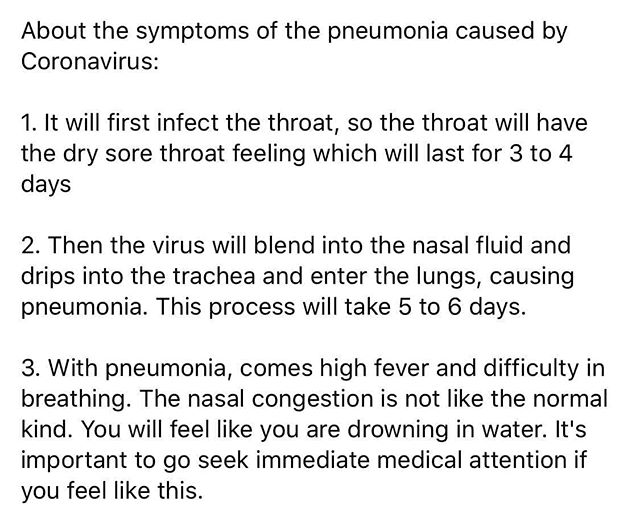 About the symptoms of the pneumonia caused by
Coronavirus:
1. It will first infect the throat, so the throat will have
the dry sore throat feeling which will last for 3 to 4
days
2. Then the virus will blend into the nasal fluid and
drips into the trachea and enter the lungs, causing
pneumonia. This process will take 5 to 6 days.
3. With pneumonia, comes high fever and difficulty in
breathing. The nasal congestion is not like the normal
kind. You will feel like you are drowning in water. It's
important to go seek immediate medical attention if
you feel like this.